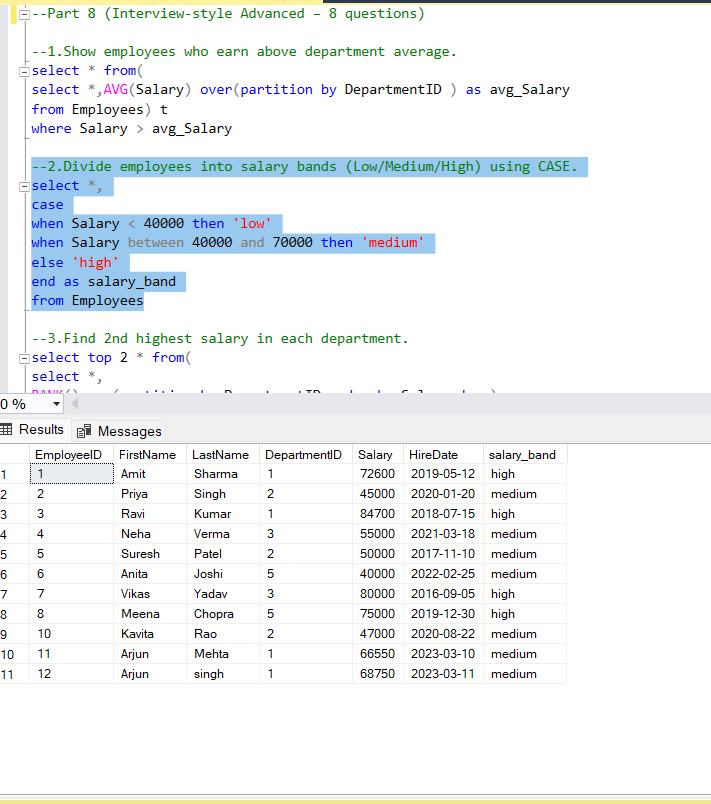 --Part 8 (Interview-style Advanced – 8 questions)
--1.Show employees who earn above department average.
select * from(
select *,AVG(Salary) over(partition by DepartmentID ) as avg_Salary
from Employees) t
where Salary > avg_Salary
--2.Divide employees into salary bands (Low/Medium/High) using CASE.
select *,
case
when Salary < 40000 then 'low'
when Salary between 40000 and 70000 then 'medium'
else 'high'
end as salary_band
from Employees
--3.Find 2nd highest salary in each department.
select top 2 * from(
select *,
0 %
Results Messages
EmployeeID FirstName LastName DepartmentID Salary HireDate salary_band
1 1 Amit Sharma 1 72600 2019-05-12 high
2 2 Priya Singh 2 45000 2020-01-20 medium
3 3 Ravi Kumar 1 84700 2018-07-15 high
4 4 Neha Verma 3 55000 2021-03-18 medium
5 5 Suresh Patel 2 50000 2017-11-10 medium
6 6 Anita Joshi 5 40000 2022-02-25 medium
7 7 Vikas Yadav 3 80000 2016-09-05 high
8 8 Meena Chopra 5 75000 2019-12-30 high
9 10 Kavita Rao 2 47000 2020-08-22 medium
10 11 Arjun Mehta 1 66550 2023-03-10 medium
11 12 Arjun singh 1 68750 2023-03-11 medium